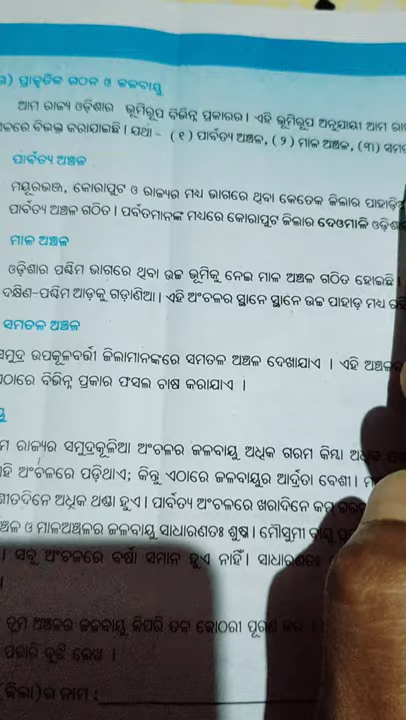 ) ପ୍ରାକୃତିକ ଗଠନ ଓ ଜଳବାୟୁ
ଆମ ରାଜ୍ୟ ଓଡ଼ିଶାର ଭୂମିରୂପ ବିଭିନ୍ନ ପ୍ରକାରର । ଏହି ଭୂମିରୂପ ଅନୁଯାୟୀ ଆମ
ବିଭକ୍ତ କରାଯାଇଛି । ଯଥା - (୧) ପାର୍ବତ୍ୟ ଅଞ୍ଚଳ, (୨) ମାଳ ଅଞ୍ଚଳ, (୩)
ପାର୍ବତ୍ୟ ଅଞ୍ଚଳ
ମୟୂରଭଞ୍ଜ, କୋରାପୁଟ ଓ ରାଜ୍ୟର ମଧ୍ୟ ଭାଗରେ ଥିବା କେତେକ ଜିଲାର
ପାର୍ବତ୍ୟ ଅଞ୍ଚଳ ଗଠିତ । ପର୍ବତମାନଙ୍କ ମଧ୍ୟରେ କୋରାପୁଟ ଜିଲାର ଦେଓମାଳି
ମାଳ ଅଞ୍ଚଳ
ଓଡ଼ିଶାର ପଶ୍ଚିମ ଭାଗରେ ଥିବା ଉଚ୍ଚ ଭୂମିକୁ ନେଇ ମାଳ ଅଞ୍ଚଳ ଗଠିତ ହୋଇଛି ।
ଦକ୍ଷିଣ-ପଶ୍ଚିମ ଆଡ଼କୁ ଗଡ଼ାଣିଆ । ଏହି ଅଂଚଳର ସ୍ଥାନେ ସ୍ଥାନେ ଉଚ୍ଚ ପାହାଡ଼ ମଧ୍ୟ
ସମତଳ ଅଞ୍ଚଳ
ସମୁଦ୍ର ଉପକୂଳବର୍ତ୍ତୀ ଜିଲାମାନଙ୍କରେ ସମତଳ ଅଞ୍ଚଳ ଦେଖାଯାଏ । ଏହି
ଏଠାରେ ବିଭିନ୍ନ ପ୍ରକାର ଫସଲ ଚାଷ କରାଯାଏ ।
ରାଜ୍ୟର ସମୁଦ୍ରକୂଳିଆ ଅଂଚଳର ଜଳବାୟୁ ଅଧିକ ଗରମ କିମ୍ବା
ଅଂଚଳରେ ପଡ଼ିଥାଏ; କିନ୍ତୁ ଏଠାରେ ଜଳବାୟୁର ଆର୍ଦ୍ରତା ବେଶୀ ।
ଶୀତଦିନେ ଅଧିକ ଥଣ୍ଡା ହୁଏ । ପାର୍ବତ୍ୟ ଅଂଚଳରେ ଖରାଦିନେ କମ୍
ଓ ମାଳଅଞ୍ଚଳର ଜଳବାୟୁ ସାଧାରଣତଃ ଶୁଷ୍କ । ମୌସୁମୀ ବାୟୁ
। ସବୁ ଅଂଚଳରେ ବର୍ଷା ସମାନ ହୁଏ ନାହିଁ । ସାଧାରଣତଃ
।
ତୁମ ଅଞ୍ଚଳର ଜଳବାୟୁ କିପରି ତଳ କୋଠରୀ ପୂରଣ କର ।
ପଚାରି ବୁଝି ଲେଖ ।
(ଜିଲା)ର ନାମ :